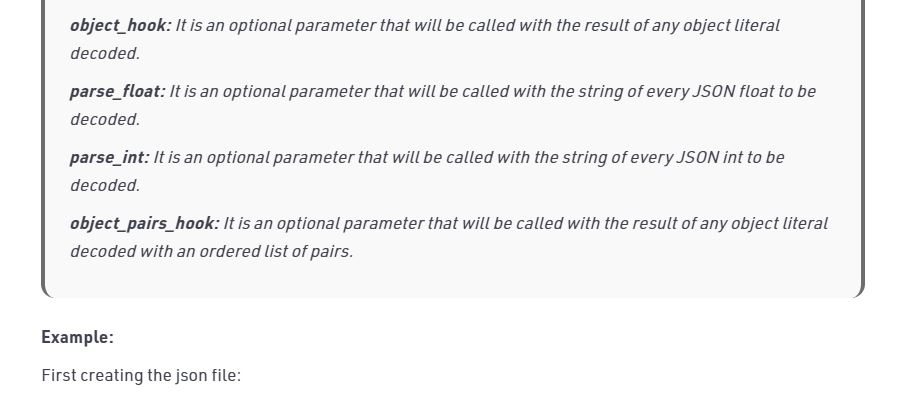 object_hook: It is an optional parameter that will be called with the result of any object literal
decoded.
parse_float: It is an optional parameter that will be called with the string of every JSON float to be
decoded.
parse_int: It is an optional parameter that will be called with the string of every JSON int to be
decoded.
object_pairs_hook: It is an optional parameter that will be called with the result of any object literal
decoded with an ordered list of pairs.
Example:
First creating the json file: